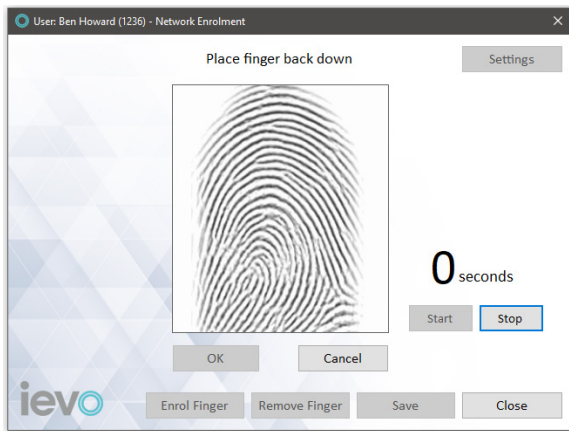 User: Ben Howard (1236) - Network Enrolment
Place finger back down
Settings
0 seconds
Start Stop
OK Cancel
ievo
Enrol Finger Remove Finger Save Close